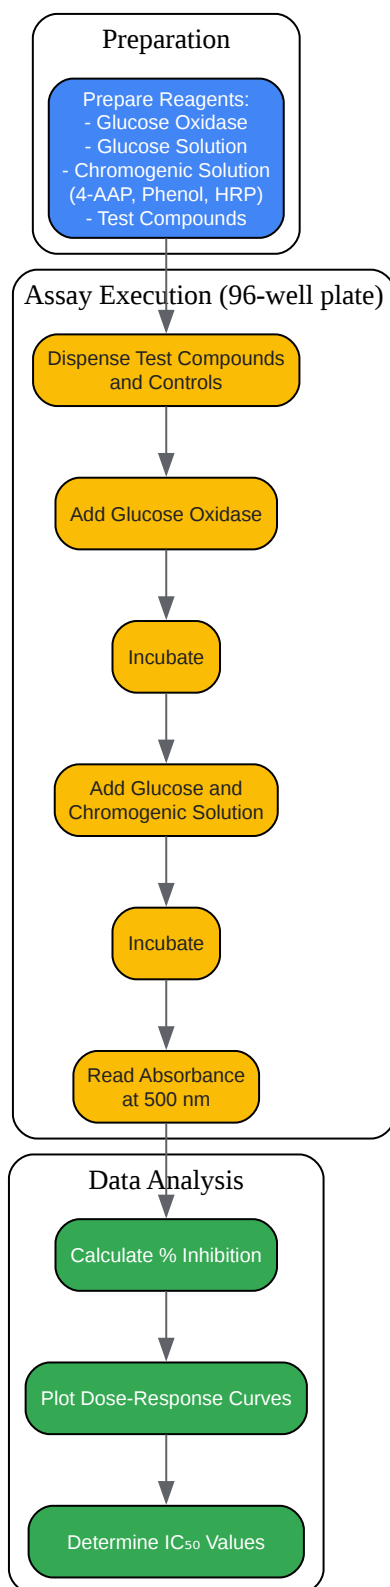 Preparation
Prepare Reagents:
- Glucose Oxidase
- Glucose Solution
- Chromogenic Solution
(4-AAP, Phenol, HRP)
- Test Compounds
Assay Execution (96-well plate)
Dispense Test Compounds
and Controls
Add Glucose Oxidase
Incubate
Add Glucose and
Chromogenic Solution
Incubate
Read Absorbance
at 500 nm
Data Analysis
Calculate % Inhibition
Plot Dose-Response Curves
Determine IC₅₀ Values